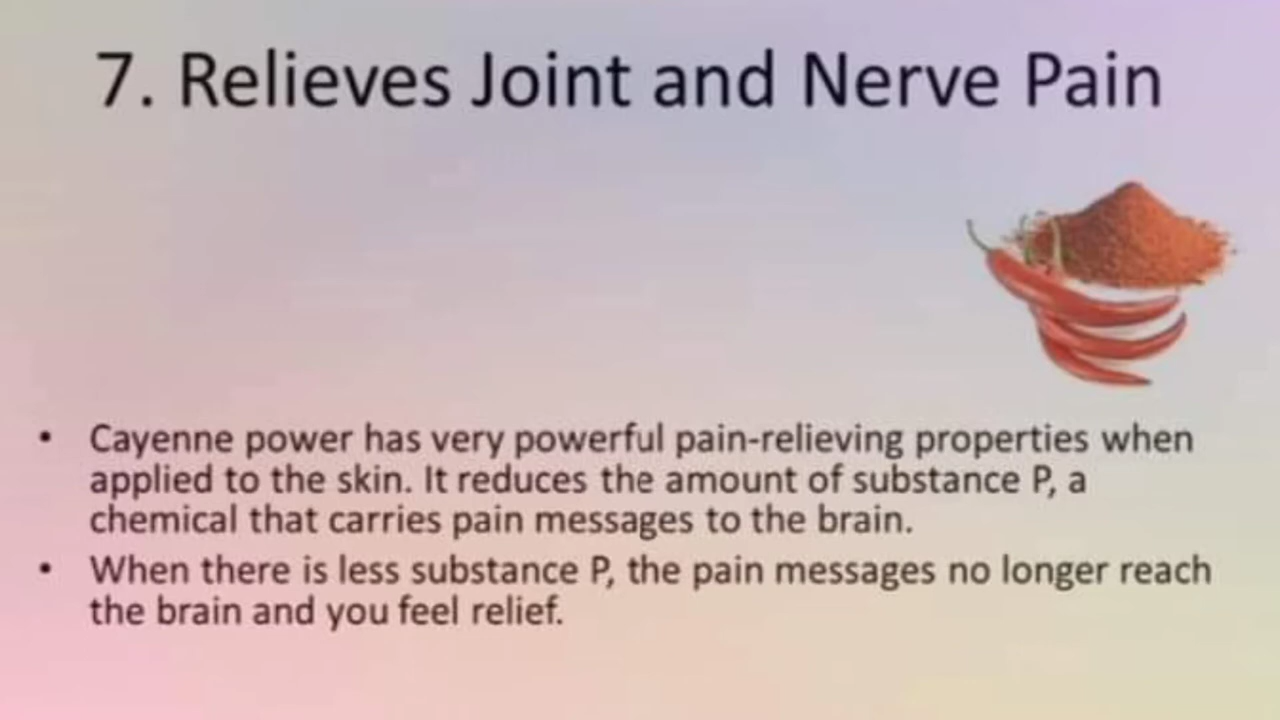 7. Relieves Joint and Nerve Pain
• Cayenne power has very powerful pain-relieving properties when
applied to the skin. It reduces the amount of substance P, a
chemical that carries pain messages to the brain.
• When there is less substance P, the pain messages no longer reach
the brain and you feel relief.